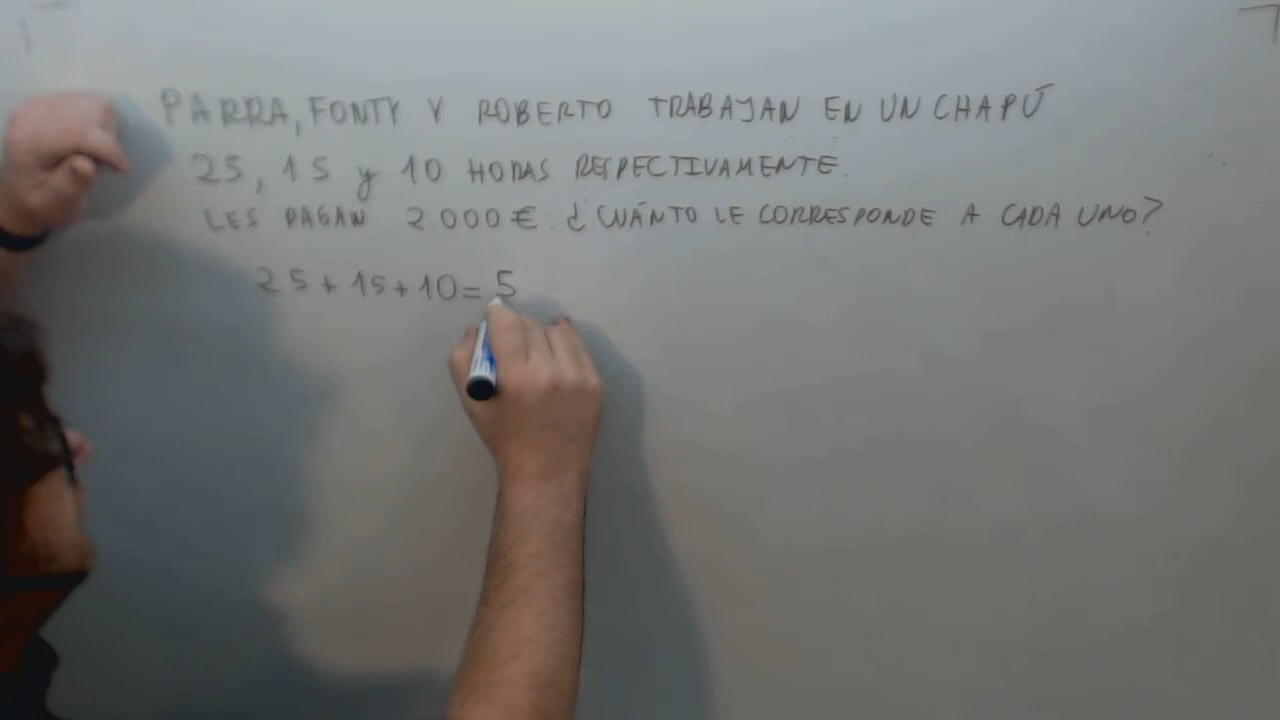 PARRA, FONTY Y ROBERTO TRABAJAN EN UN CHAPÚ
25, 15 y 10 HORAS RESPECTIVAMENTE.
LES PAGAN 2000€. ¿CUÁNTO LE CORRESPONDE A CADA UNO?
25+15+10=5